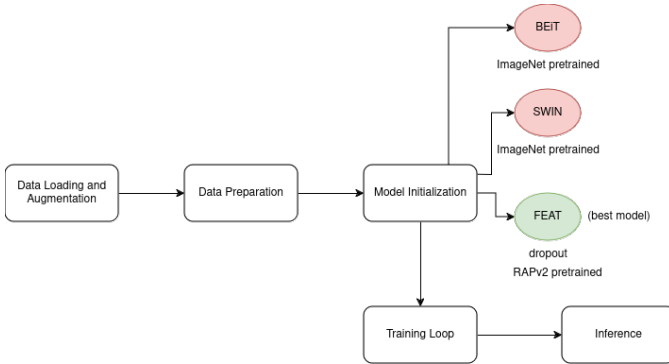 BEiT
ImageNet pretrained
SWIN
ImageNet pretrained
Data Loading and
Augmentation
Data Preparation
Model Initialization
FEAT
(best model)
dropout
RAPv2 pretrained
Training Loop
Inference